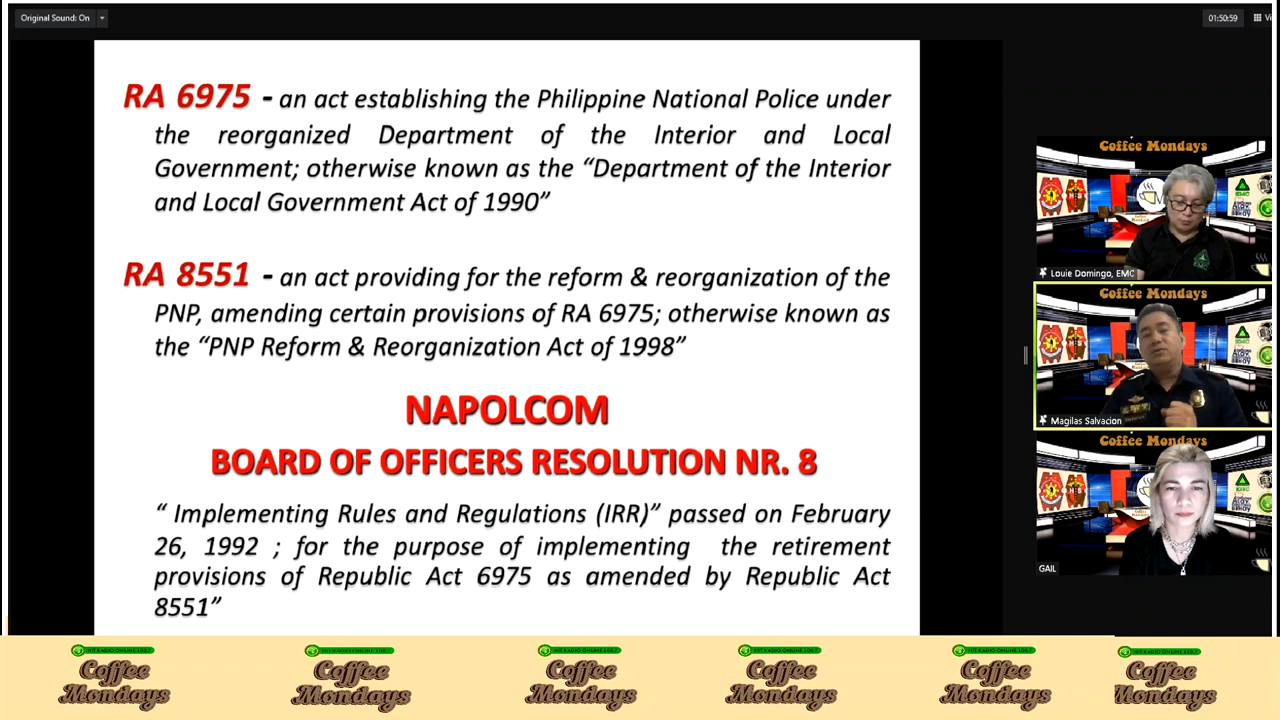 Original Sound: On
01:50:59
Vi
RA 6975 - an act establishing the Philippine National Police under
the reorganized Department of the Interior and Local
Government; otherwise known as the “Department of the Interior
and Local Government Act of 1990”
RA 8551 - an act providing for the reform & reorganization of the
PNP, amending certain provisions of RA 6975; otherwise known as
the “PNP Reform & Reorganization Act of 1998”
NAPOLCOM
BOARD OF OFFICERS RESOLUTION NR. 8
“ Implementing Rules and Regulations (IRR)” passed on February
26, 1992 ; for the purpose of implementing the retirement
provisions of Republic Act 6975 as amended by Republic Act
8551”
Coffee Mondays
Louie Domingo, EMC
Coffee Mondays
Magilas Salvacion
Coffee Mondays
GAIL
Coffee
Mondays
Coffee
Mondays
Coffee
Mondays
Coffee
Mondays
Coffee
Mondays
Coffee
Mondays